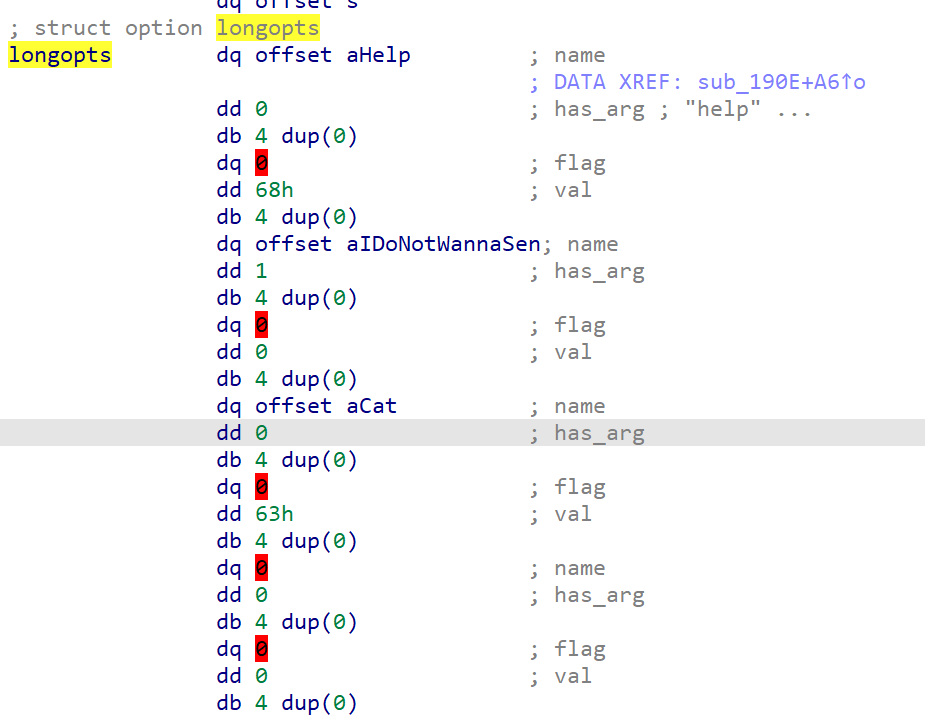 dq offset s
; struct option longopts
longopts dq offset aHelp ; name
; DATA XREF: sub_190E+A6↑o
dd 0 ; has_arg ; "help" ...
db 4 dup(0)
dq 0 ; flag
dd 68h ; val
db 4 dup(0)
dq offset aIDoNotWannaSen; name
dd 1 ; has_arg
db 4 dup(0)
dq 0 ; flag
dd 0 ; val
db 4 dup(0)
dq offset aCat ; name
dd 0 ; has_arg
db 4 dup(0)
dq 0 ; flag
dd 63h ; val
db 4 dup(0)
dq 0 ; name
dd 0 ; has_arg
db 4 dup(0)
dq 0 ; flag
dd 0 ; val
db 4 dup(0)